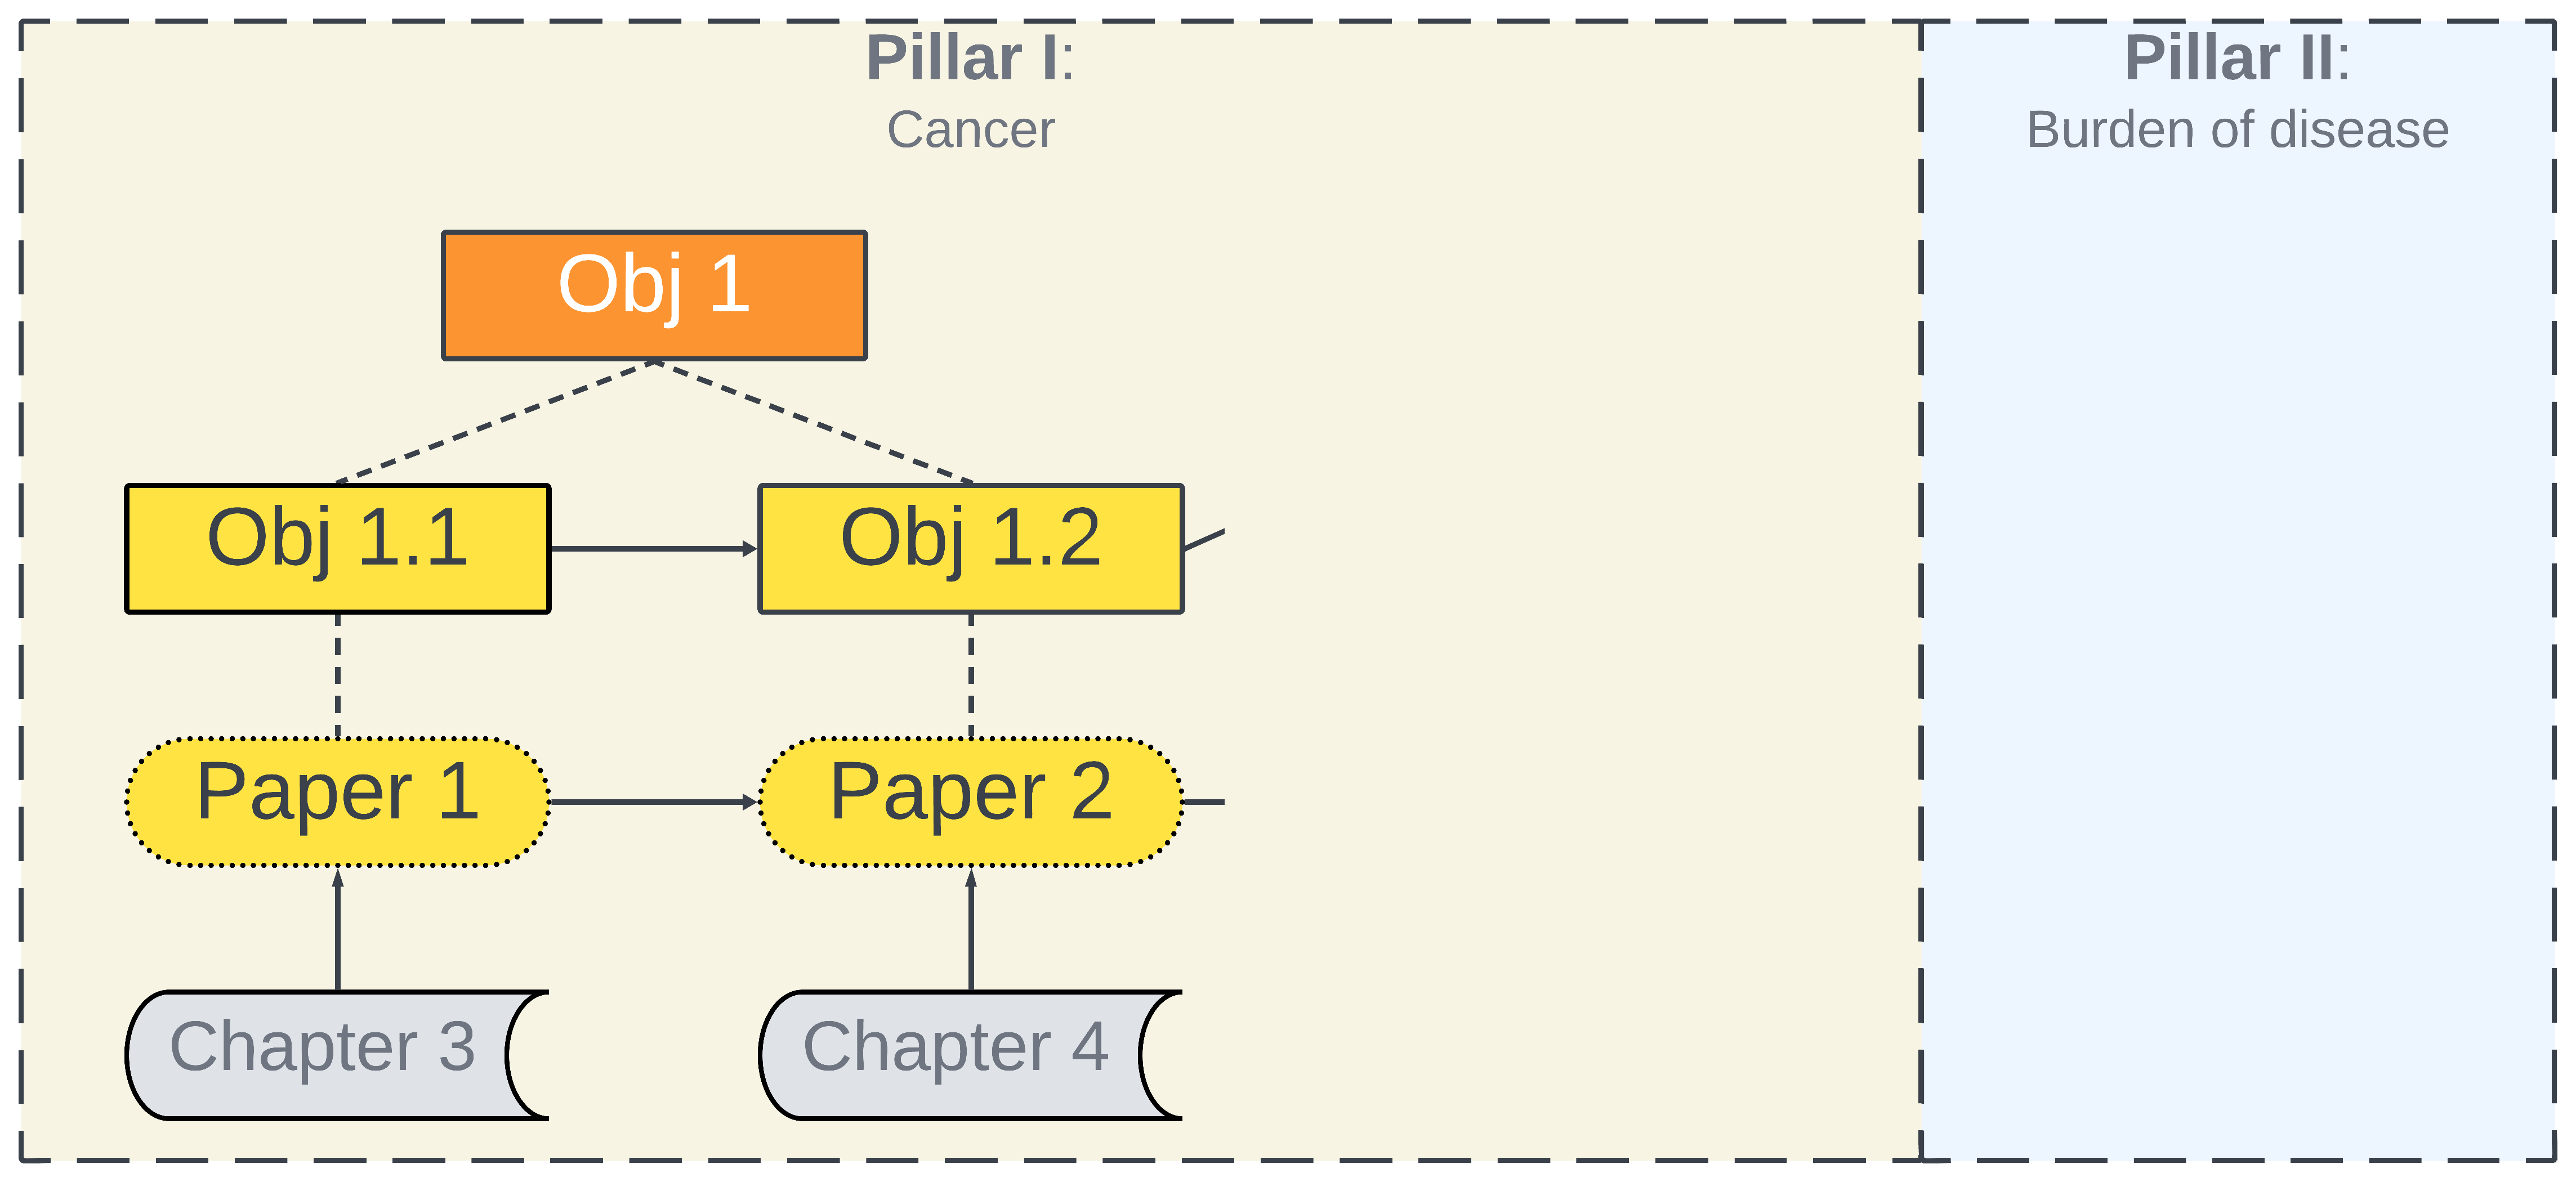 Pillar I:
Cancer
Pillar II:
Burden of disease
Obj 1
Obj 1.1
Obj 1.2
Paper 1
Paper 2
Chapter 3
Chapter 4